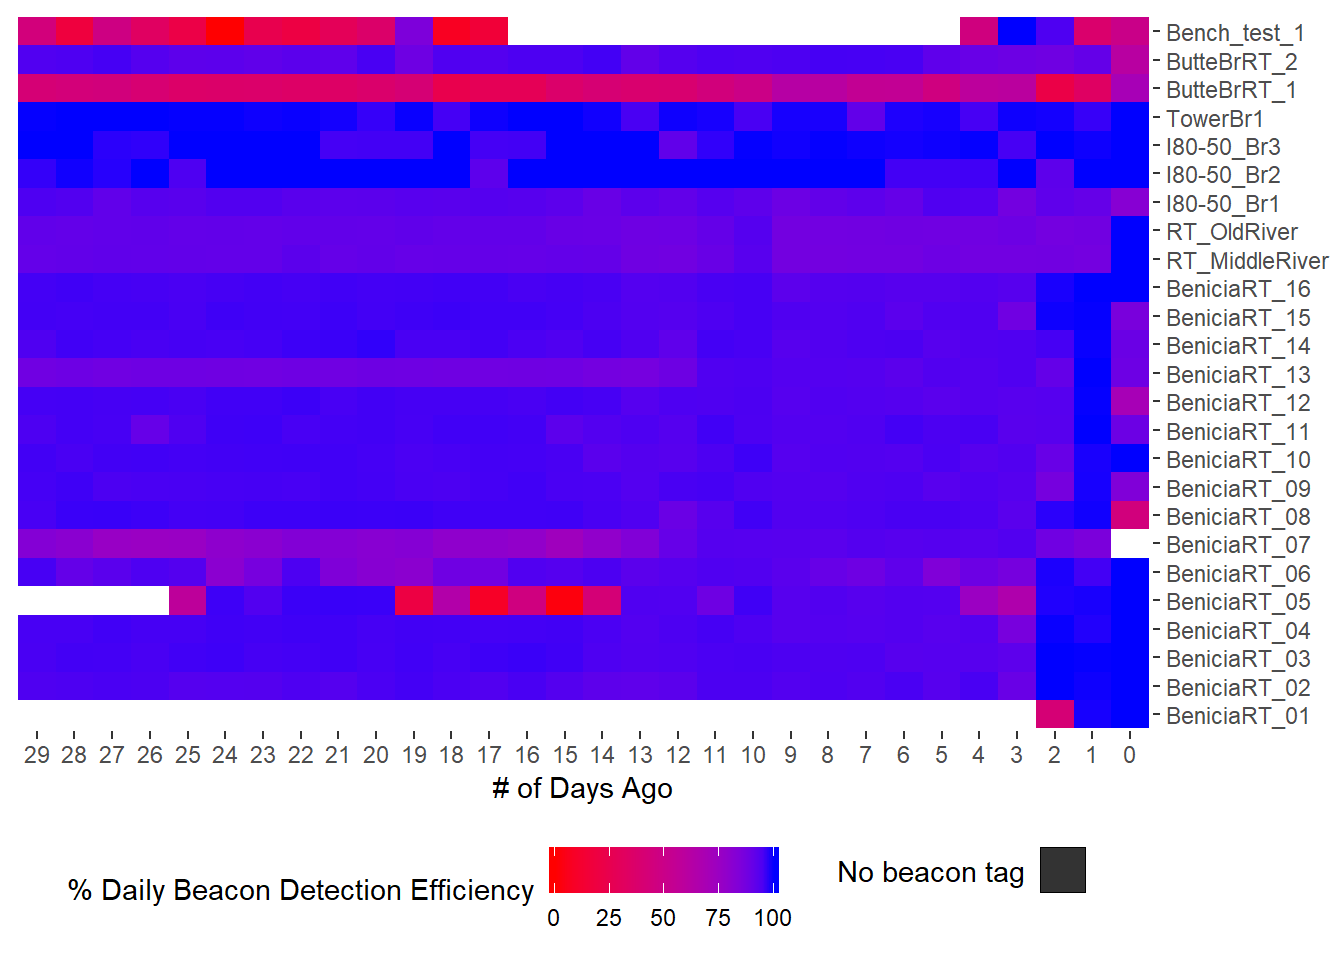 Bench_test_1
ButteBrRT_2
ButteBrRT_1
TowerBr1
I80-50_Br3
I80-50_Br2
I80-50_Br1
RT_OldRiver
RT_MiddleRiver
BeniciaRT_16
BeniciaRT_15
BeniciaRT_14
BeniciaRT_13
BeniciaRT_12
BeniciaRT_11
BeniciaRT_10
BeniciaRT_09
BeniciaRT_08
BeniciaRT_07
BeniciaRT_06
BeniciaRT_05
BeniciaRT_04
BeniciaRT_03
BeniciaRT_02
BeniciaRT_01
29 28 27 26 25 24 23 22 21 20 19 18 17 16 15 14 13 12 11 10 9 8 7 6 5 4 3 2 1 0
# of Days Ago
% Daily Beacon Detection Efficiency
0 25 50 75 100
No beacon tag